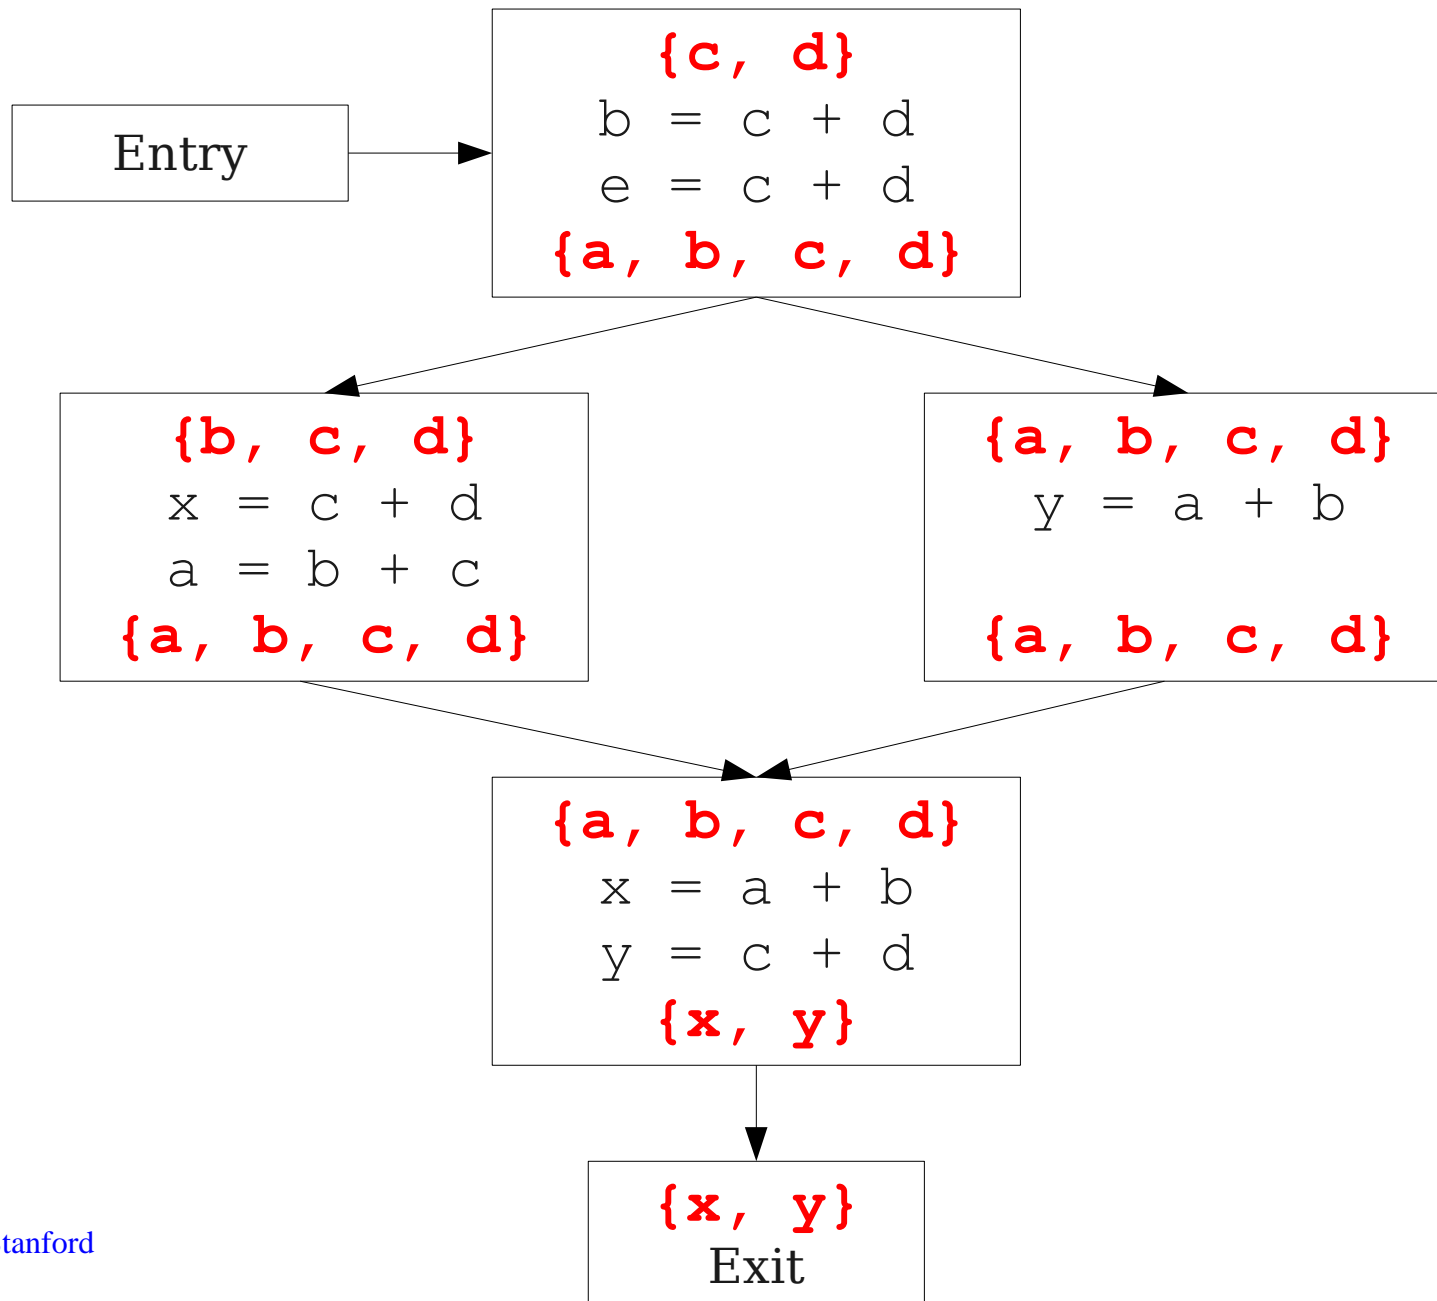 {c, d}
Entry
b = c + d
e = c + d
{a, b, c, d}
{b, c, d}
x = c + d
a = b + c
{a, b, c, d}
{a, b, c, d}
y = a + b
{a, b, c, d}
{a, b, c, d}
x = a + b
y = c + d
{x, y}
{x, y}
Exit
tanford